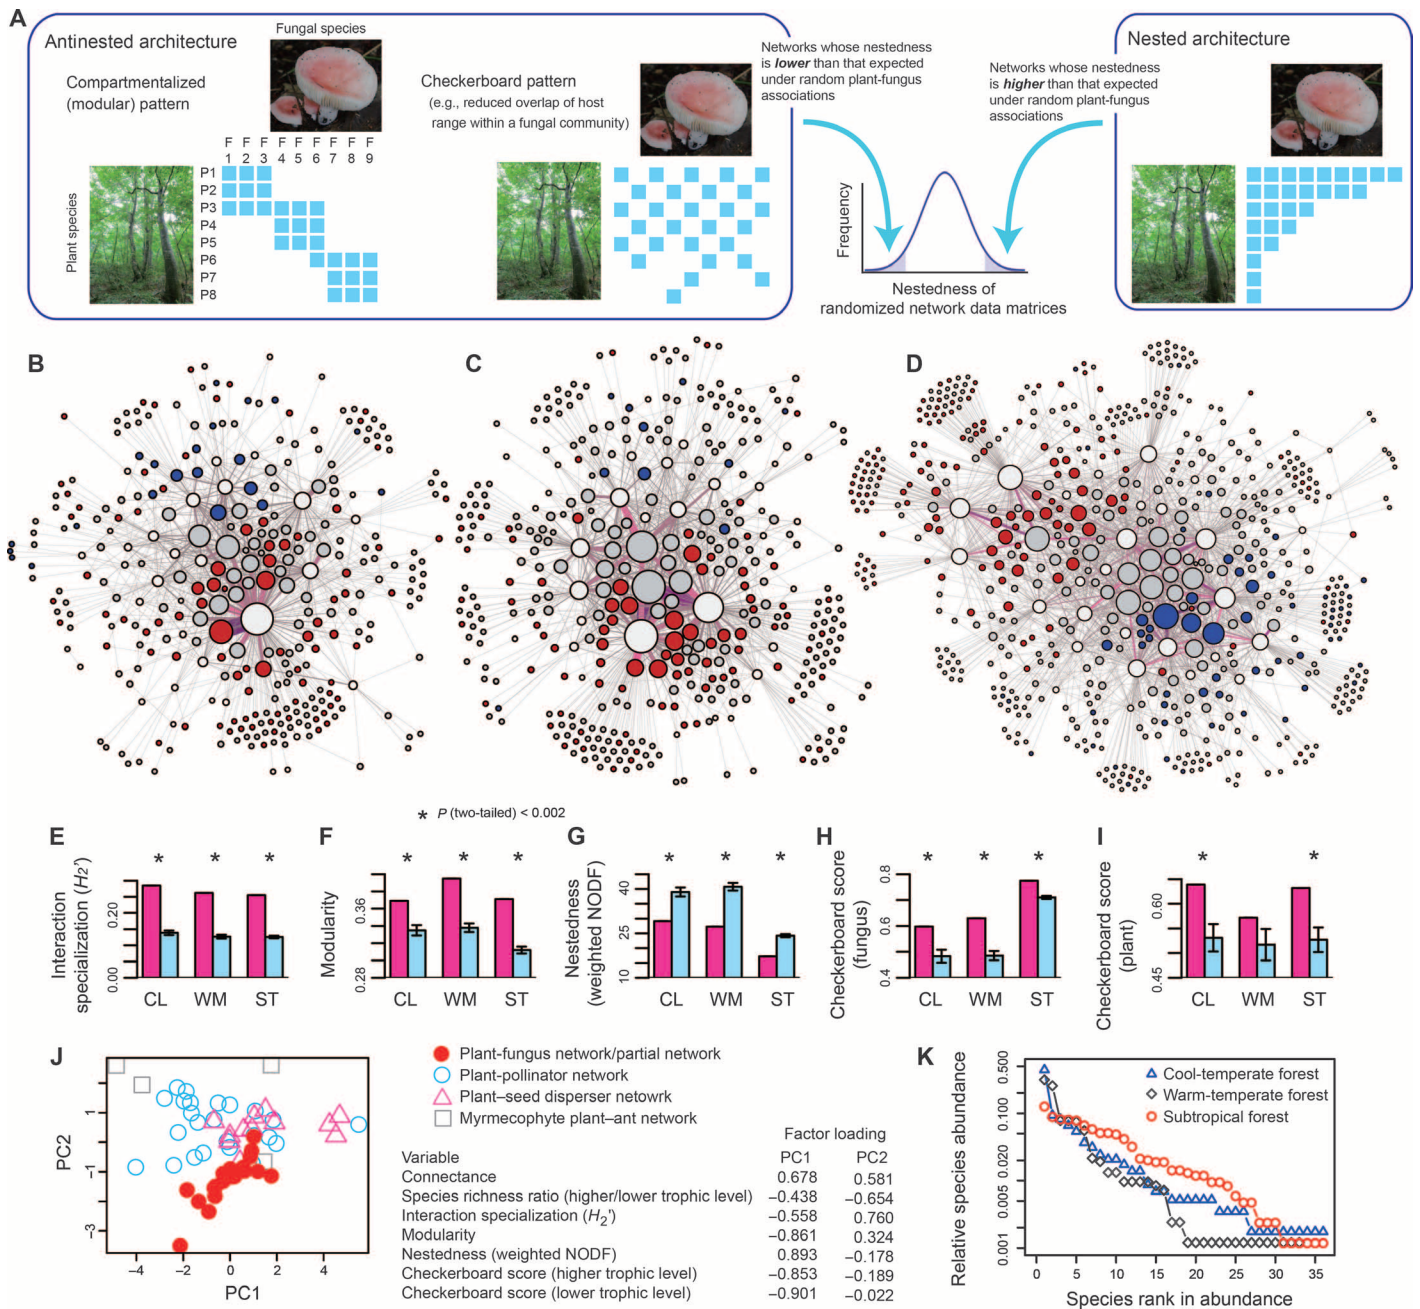 A
Antinested architecture
Fungal species
Compartmentalized
(modular) pattern
Checkerboard pattern
(e.g., reduced overlap of host
range within a fungal community)
Networks whose nestedness
is lower than that expected
under random plant-fungus
associations
Nested architecture
Networks whose nestedness
is higher than that expected
under random plant-fungus
associations
F F F F F F F F F
1 2 3 4 5 6 7 8 9
Plant species
P1
P2
P3
P4
P5
P6
P7
P8
Frequency
Nestedness of
randomized network data matrices
B
C
D
* P (two-tailed) < 0.002
E
Interaction
specialization (H2')
0.00 0.20
* * *
CL WM ST
F
Modularity
0.28 0.36
* * *
CL WM ST
G
Nestedness
(weighted NODF)
10 25 40
* * *
CL WM ST
H
Checkerboard score
(fungus)
0.4 0.6 0.8
* * *
CL WM ST
I
Checkerboard score
(plant)
0.45 0.60
* *
CL WM ST
J
PC2
1
−1
−3
−4 −2 0 2 4
PC1
Plant-fungus network/partial network
Plant-pollinator network
Plant–seed disperser netowrk
Myrmecophyte plant–ant network
Factor loading
Variable PC1 PC2
Connectance 0.678 0.581
Species richness ratio (higher/lower trophic level) −0.438 −0.654
Interaction specialization (H2') −0.558 0.760
Modularity −0.861 0.324
Nestedness (weighted NODF) 0.893 −0.178
Checkerboard score (higher trophic level) −0.853 −0.189
Checkerboard score (lower trophic level) −0.901 −0.022
K
Relative species abundance
0.500
0.100
0.020
0.005
0.001
Cool-temperate forest
Warm-temperate forest
Subtropical forest
0 5 10 15 20 25 30 35
Species rank in abundance